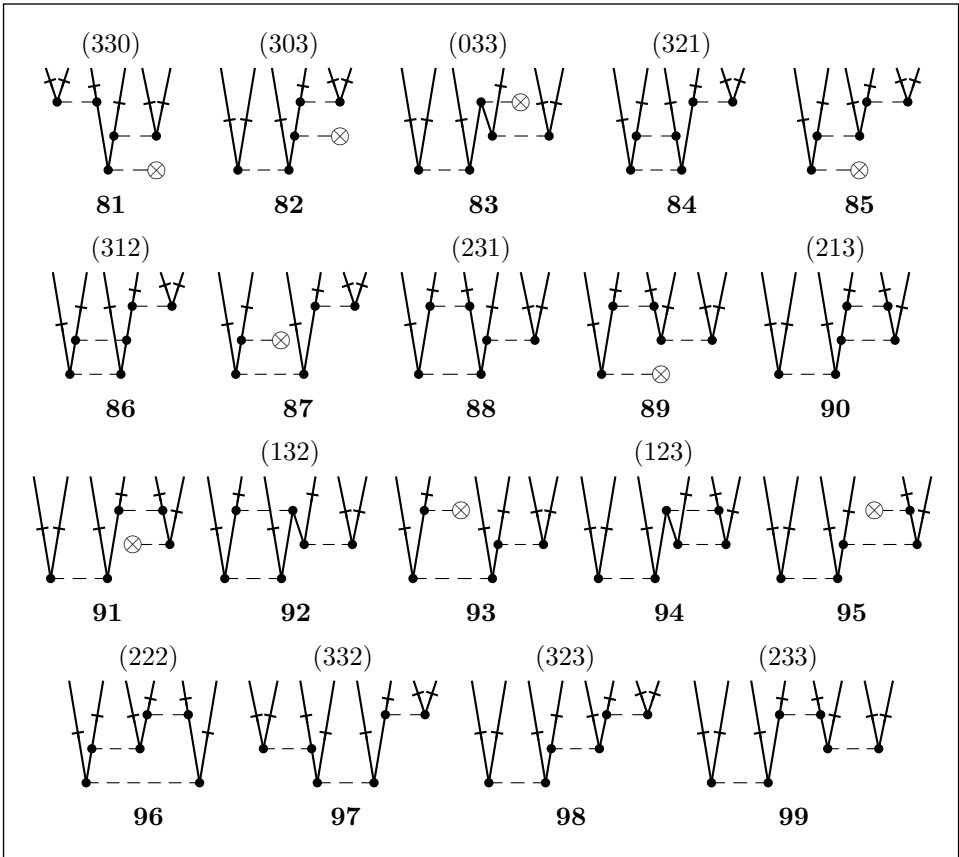 (330) (303) (033) (321)
81 82 83 84 85
(312) (231) (213)
86 87 88 89 90
(132) (123)
91 92 93 94 95
(222) (332) (323) (233)
96 97 98 99